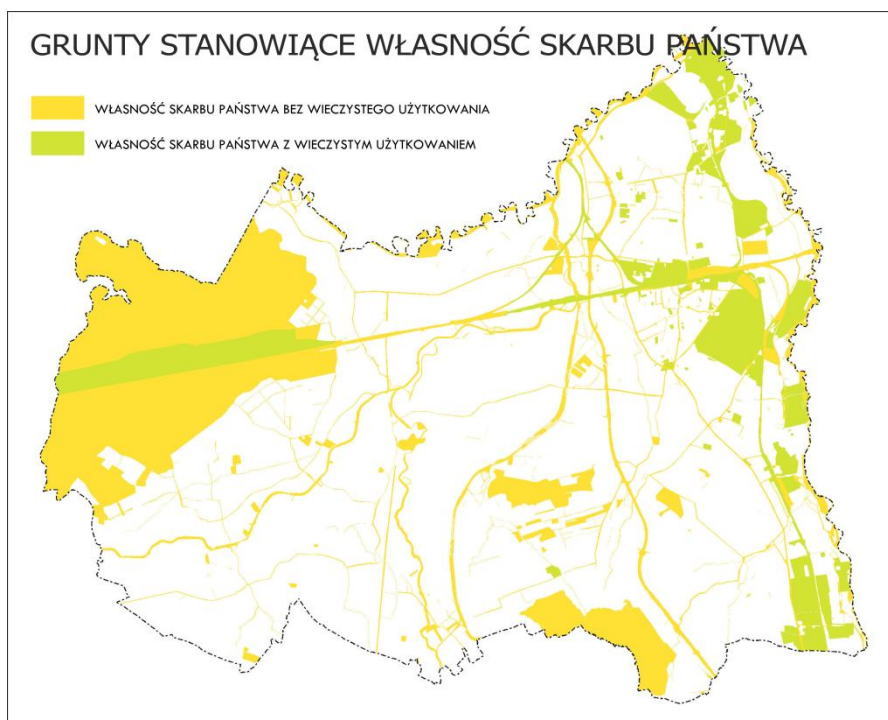 GRUNTY STANOWIĄCE WŁASNOŚĆ SKARBU PAŃSTWA
WŁASNOŚĆ SKARBU PAŃSTWA BEZ WIECZYSTEGO UŻYTKOWANIA
WŁASNOŚĆ SKARBU PAŃSTWA Z WIECZYSTYM UŻYTKOWANIEM